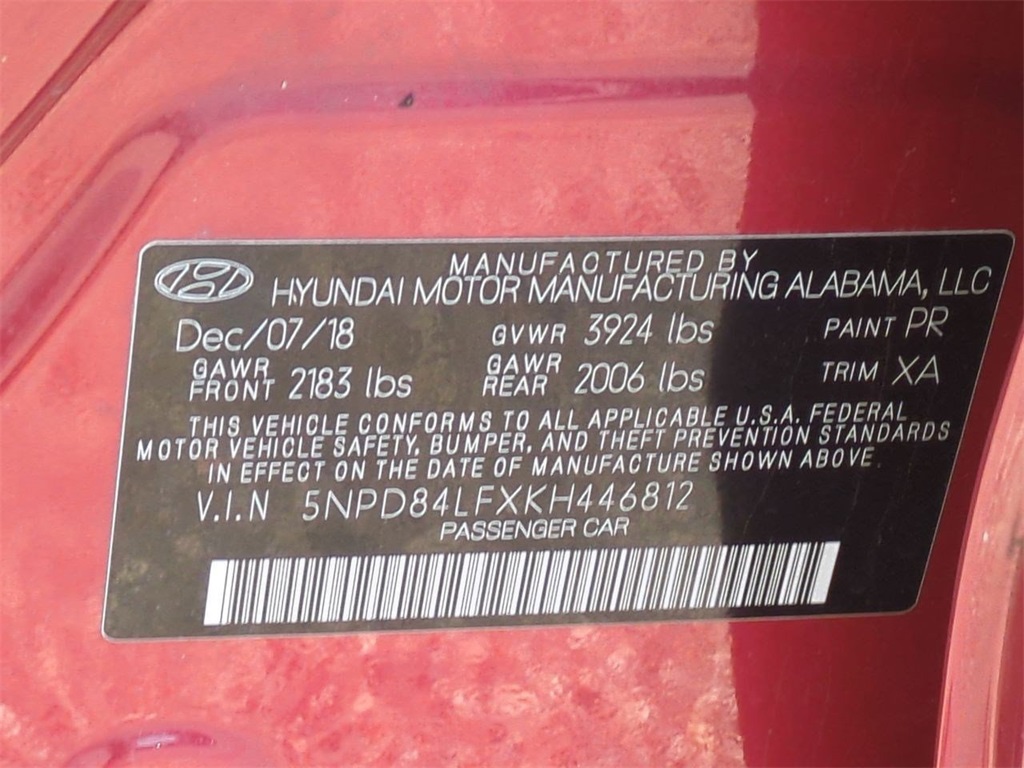 MANUFACTURED BY
HYUNDAI MOTOR MANUFACTURING ALABAMA, LLC
Dec/07/18 GVWR 3924 lbs PAINT PR
GAWR FRONT 2183 lbs GAWR REAR 2006 lbs TRIM XA
THIS VEHICLE CONFORMS TO ALL APPLICABLE U.S.A. FEDERAL
MOTOR VEHICLE SAFETY, BUMPER, AND THEFT PREVENTION STANDARDS
IN EFFECT ON THE DATE OF MANUFACTURE SHOWN ABOVE.
V.I.N 5NPD84LFXKH446812
PASSENGER CAR